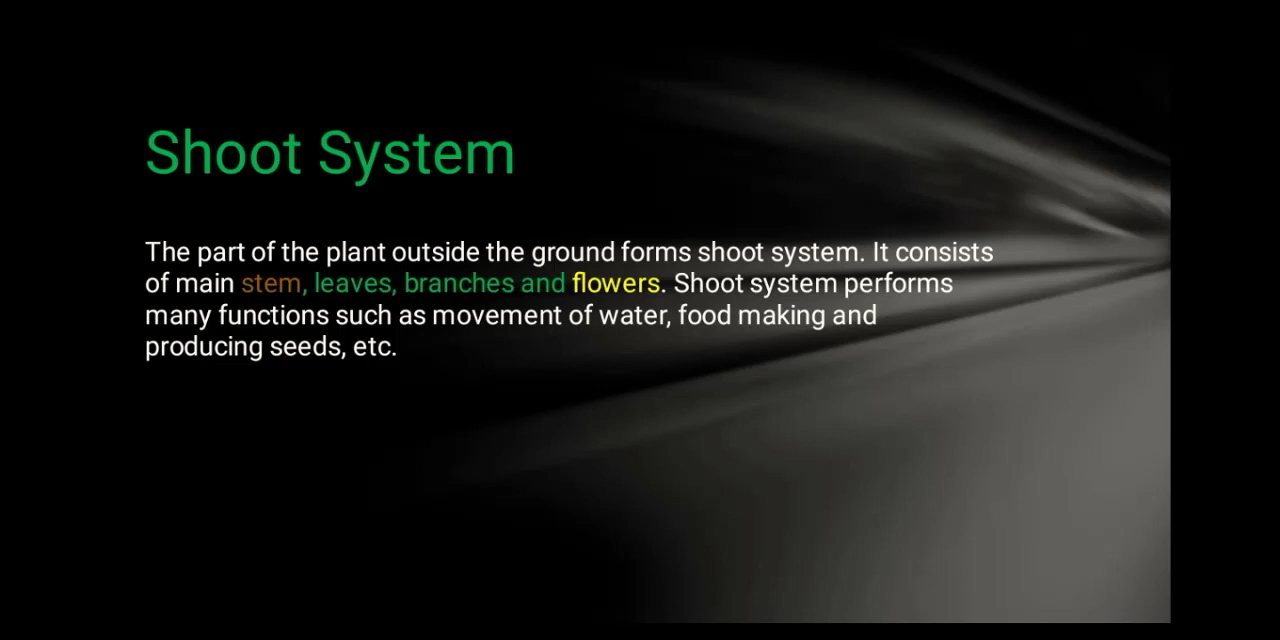 Shoot System
The part of the plant outside the ground forms shoot system. It consists
of main stem, leaves, branches and flowers. Shoot system performs
many functions such as movement of water, food making and
producing seeds, etc.